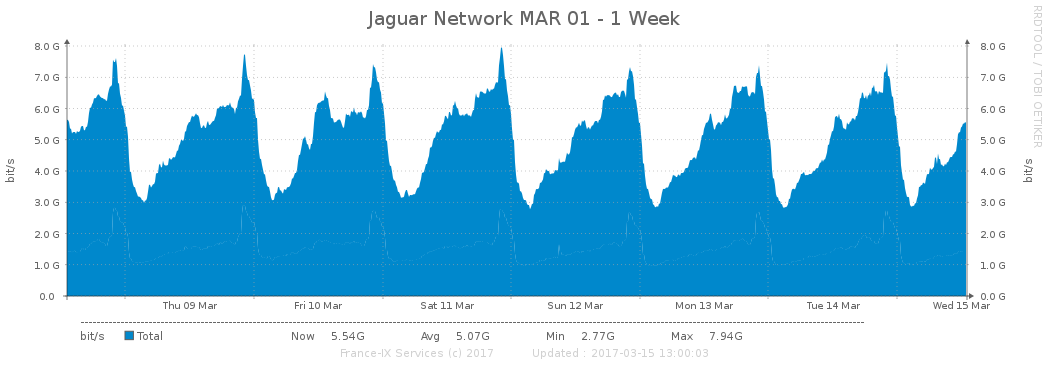 Jaguar Network MAR 01 - 1 Week
RRDTOOL / TOBI OETIKER
8.0 G 8.0 G
7.0 G 7.0 G
6.0 G 6.0 G
5.0 G 5.0 G
4.0 G 4.0 G
3.0 G 3.0 G
2.0 G 2.0 G
1.0 G 1.0 G
0.0 0.0 G
bit/s bit/s
Thu 09 Mar Fri 10 Mar Sat 11 Mar Sun 12 Mar Mon 13 Mar Tue 14 Mar Wed 15 Mar
bit/s Total Now 5.54G Avg 5.07G Min 2.77G Max 7.94G
France-IX Services (c) 2017 Updated : 2017-03-15 13:00:03